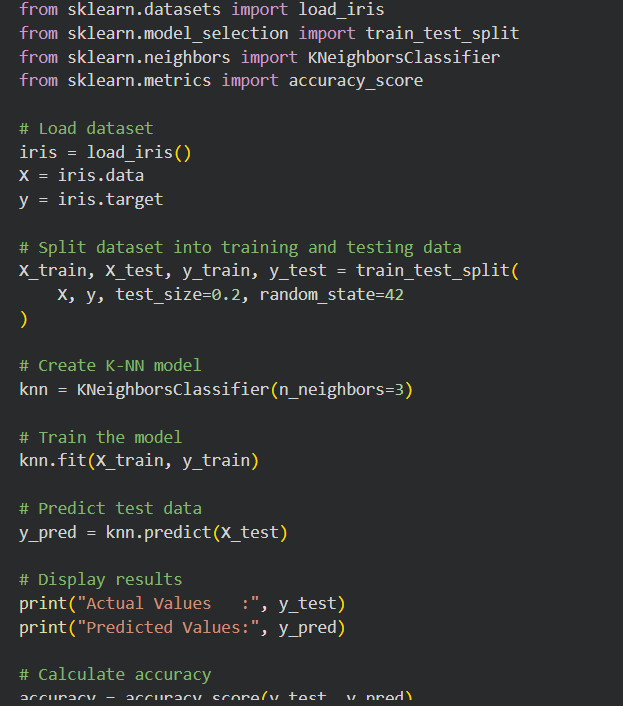 from sklearn.datasets import load_iris
from sklearn.model_selection import train_test_split
from sklearn.neighbors import KNeighborsClassifier
from sklearn.metrics import accuracy_score
# Load dataset
iris = load_iris()
X = iris.data
y = iris.target
# Split dataset into training and testing data
X_train, X_test, y_train, y_test = train_test_split(
    X, y, test_size=0.2, random_state=42
)
# Create K-NN model
knn = KNeighborsClassifier(n_neighbors=3)
# Train the model
knn.fit(X_train, y_train)
# Predict test data
y_pred = knn.predict(X_test)
# Display results
print("Actual Values   :", y_test)
print("Predicted Values:", y_pred)
# Calculate accuracy
accuracy = accuracy_score(y_test, y_pred)